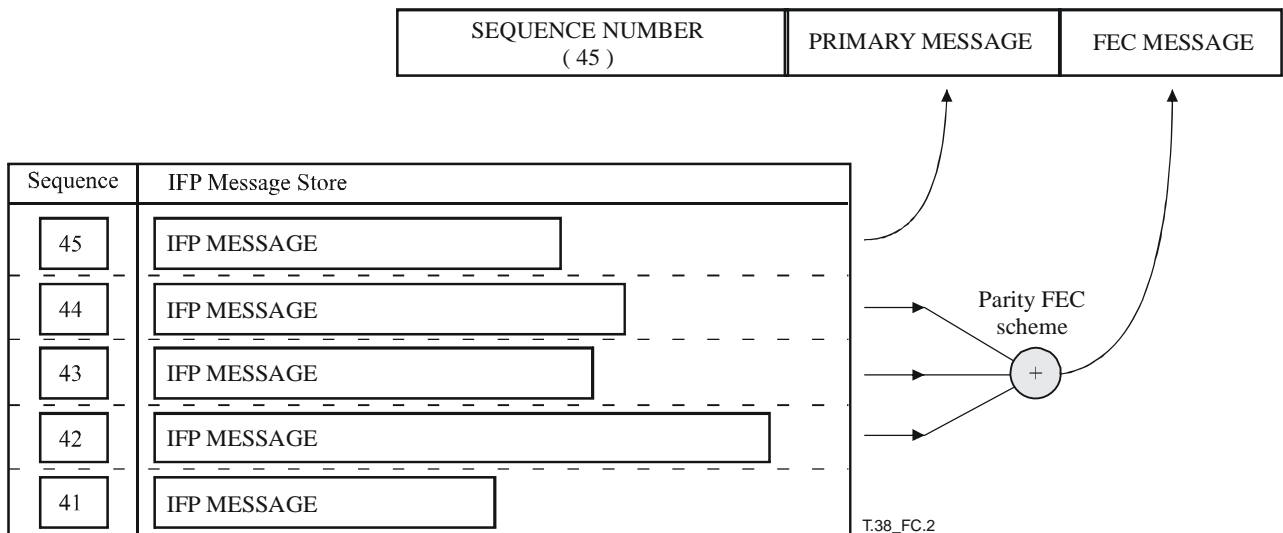 SEQUENCE NUMBER
( 45 )
PRIMARY MESSAGE
FEC MESSAGE
Sequence
IFP Message Store
45
IFP MESSAGE
44
IFP MESSAGE
43
IFP MESSAGE
42
IFP MESSAGE
41
IFP MESSAGE
Parity FEC
scheme
+
T.38_FC.2